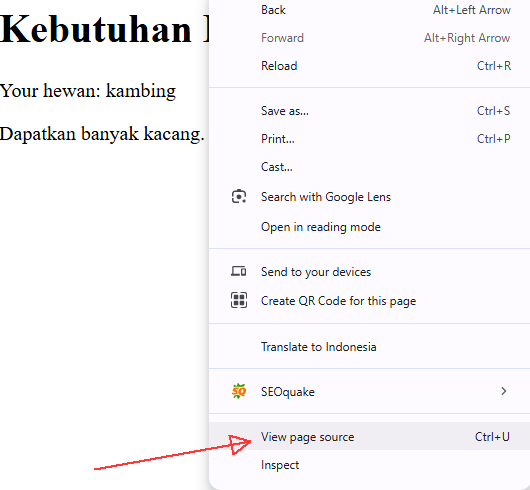 Kebutuhan
Your hewan: kambing
Dapatkan banyak kacang.
Back Alt+Left Arrow
Forward Alt+Right Arrow
Reload Ctrl+R
Save as... Ctrl+S
Print... Ctrl+P
Cast...
Search with Google Lens
Open in reading mode
Send to your devices
Create QR Code for this page
Translate to Indonesia
SQ SEOquake
View page source Ctrl+U
Inspect